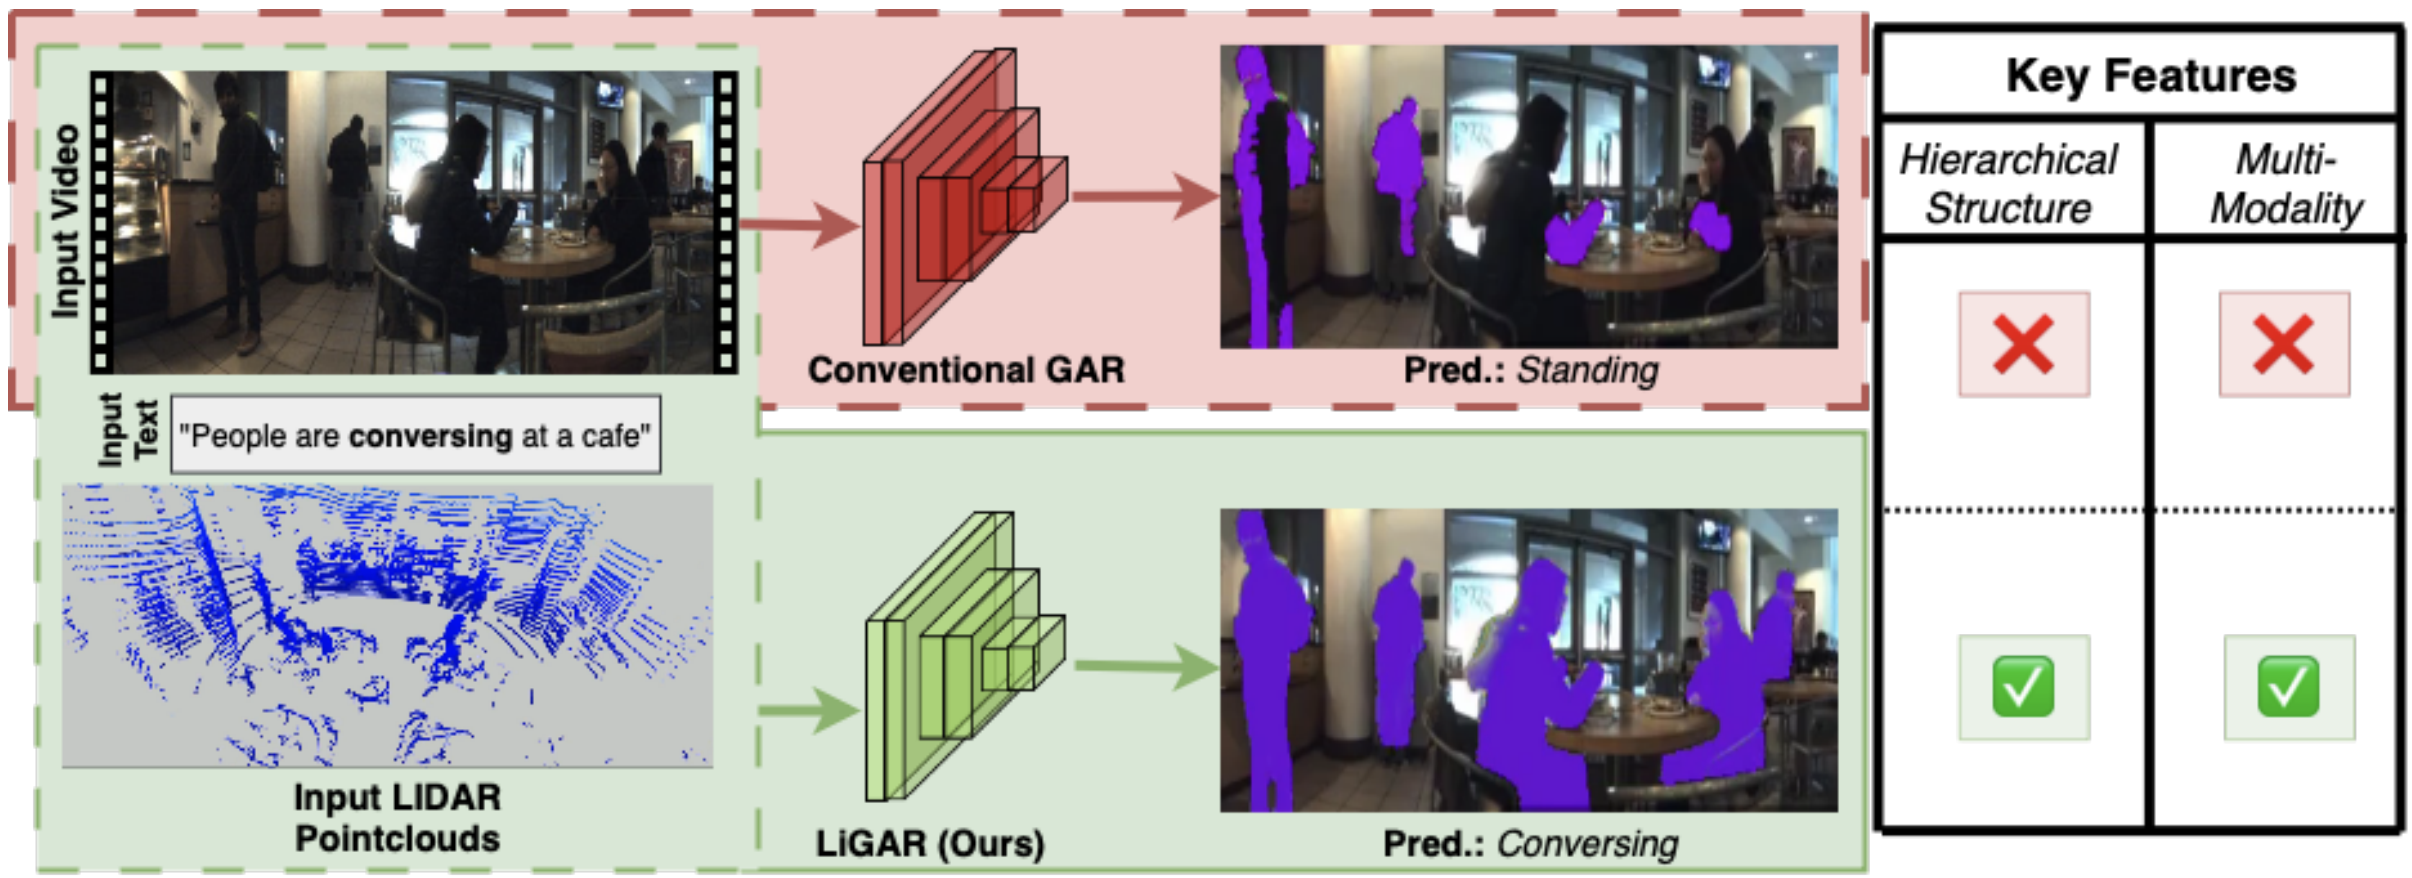 Input Video
Conventional GAR
Pred.: Standing
Input
Text
"People are conversing at a cafe"
Input LIDAR
Pointclouds
LiGAR (Ours)
Pred.: Conversing
Key Features
Hierarchical
Structure
Multi-
Modality